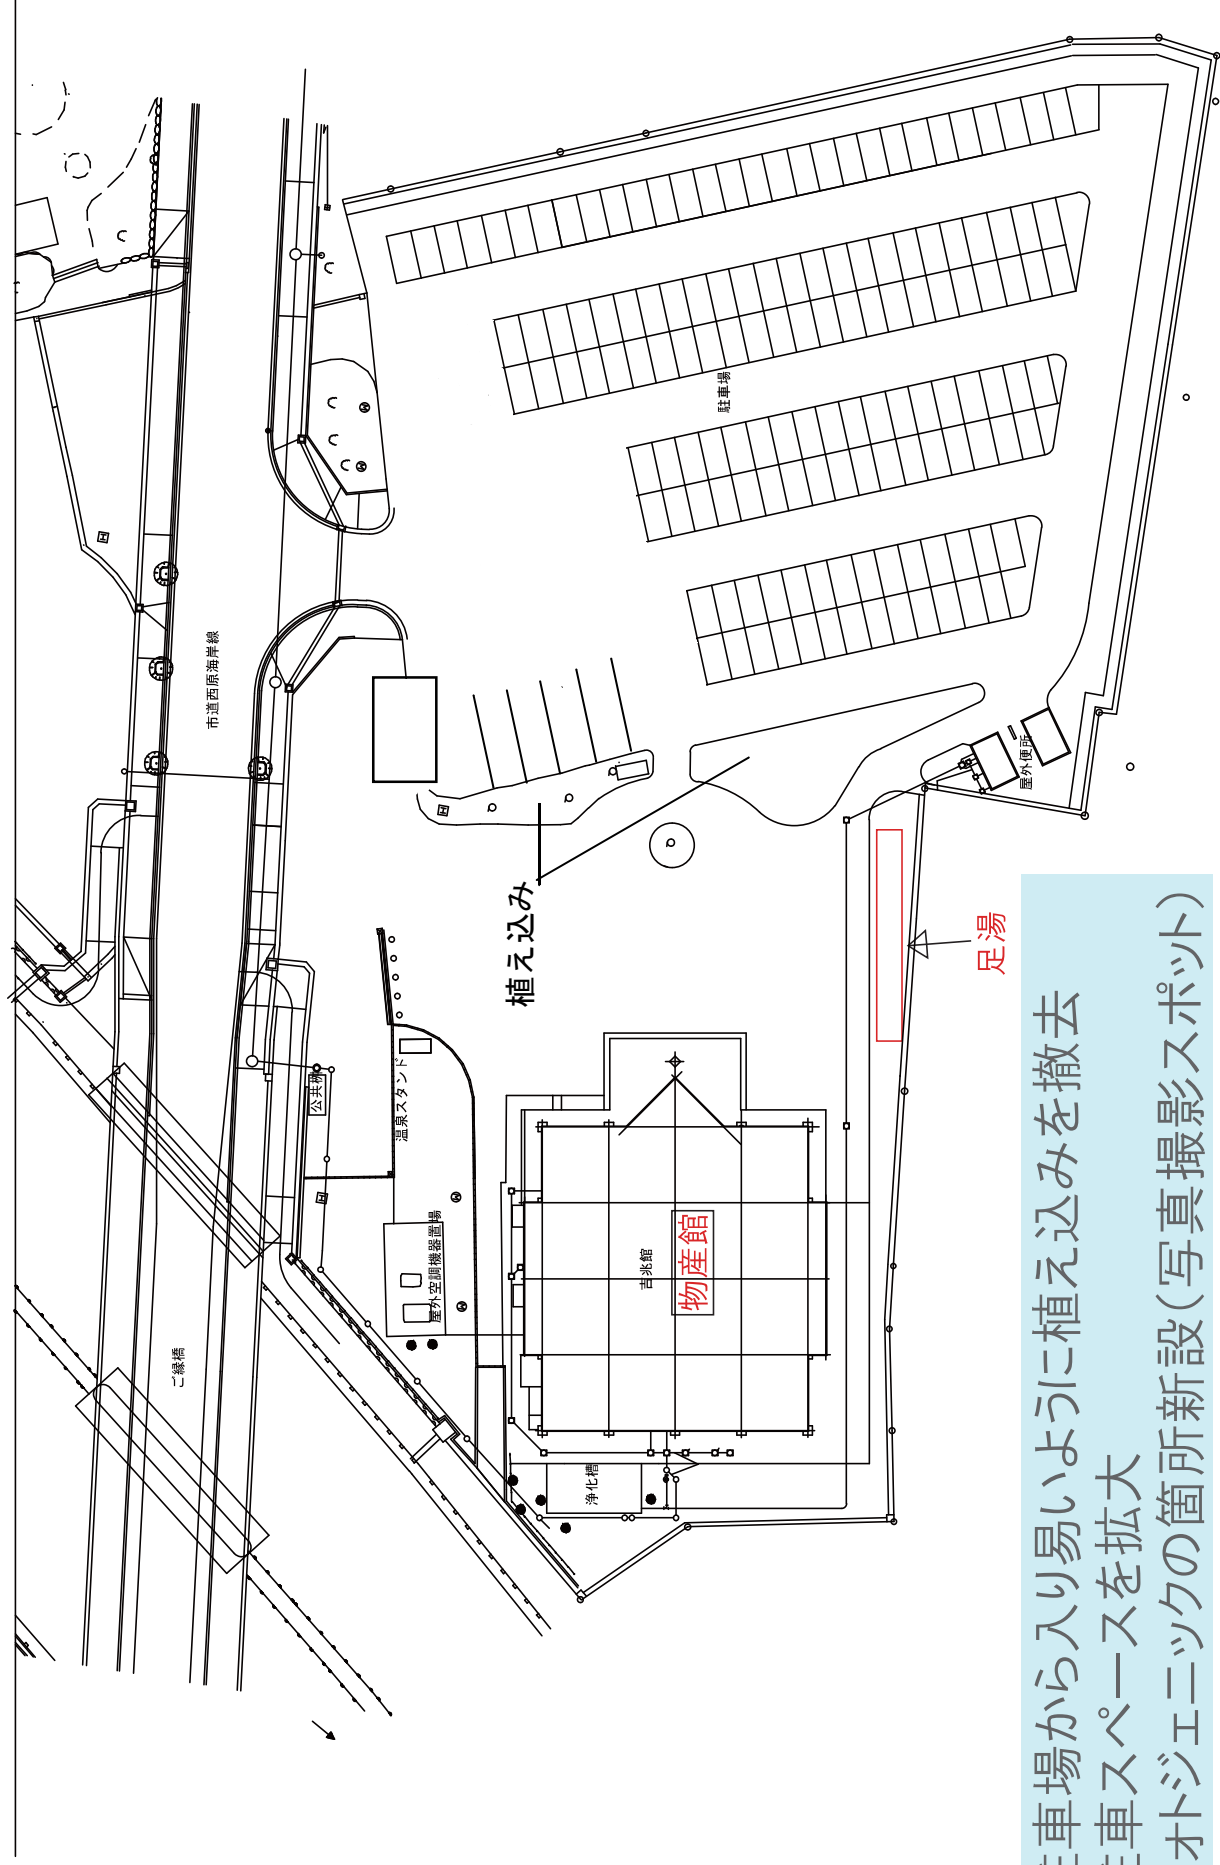 市道西原海岸線
駐車場
屋外便所
植え込み
足湯
公共桝
温泉スタンド
屋外空調機器置場
吉兆館
物産館
ご縁橋
浄化槽
車場から入り易いように植え込みを撤去
車スペースを拡大
ォトジェニックの箇所新設(写真撮影スポット)